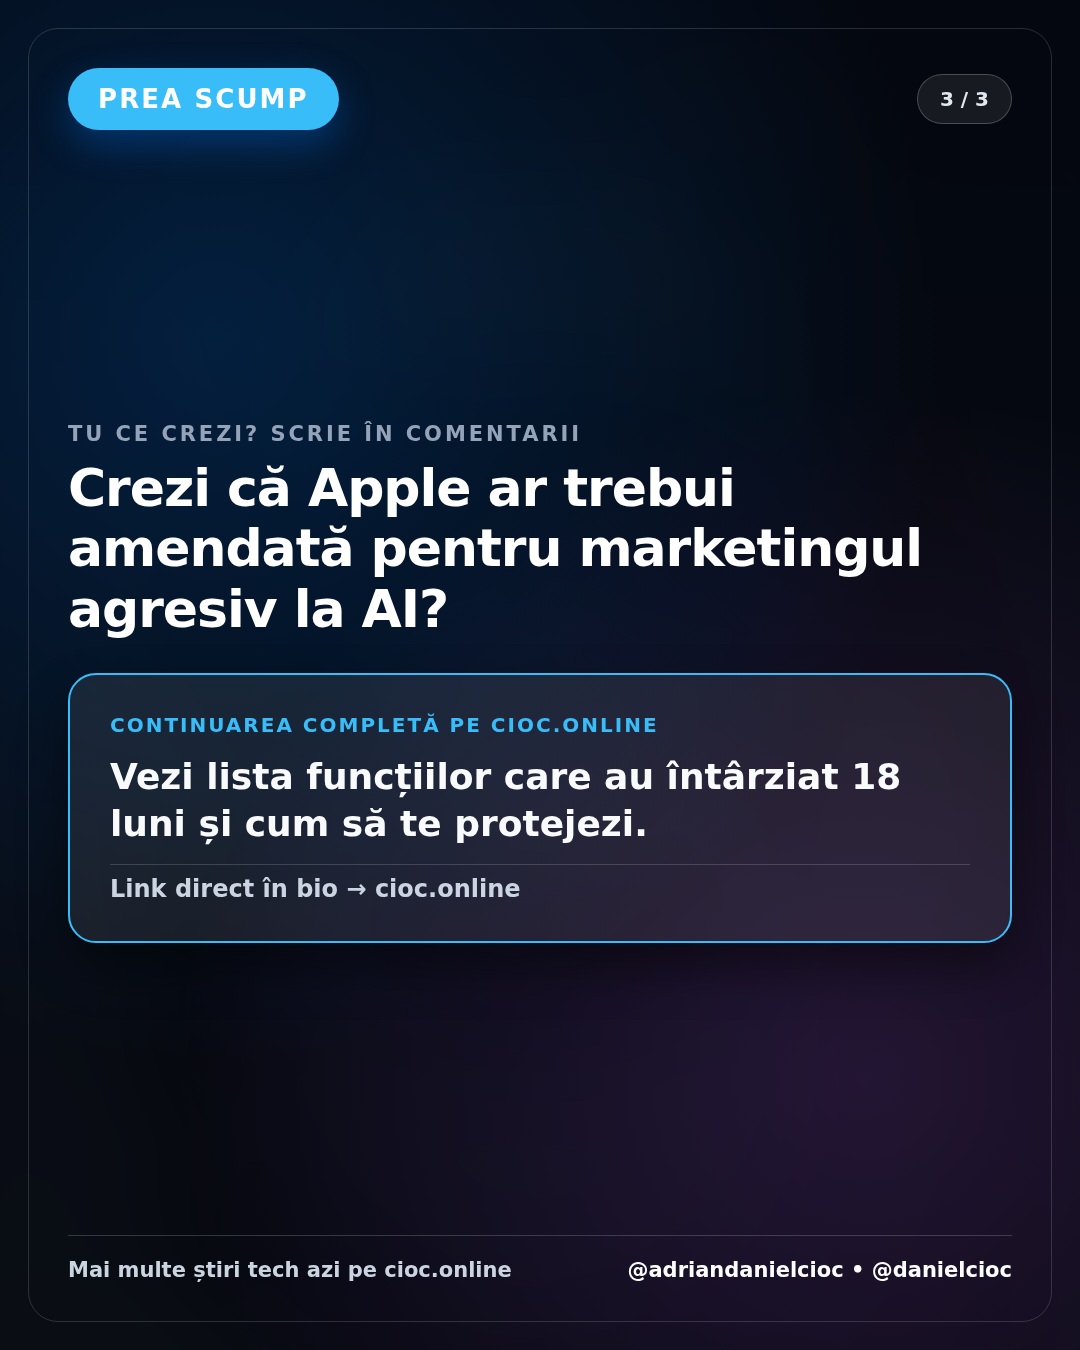 PREA SCUMP
3 / 3
TU CE CREZI? SCRIE ÎN COMENTARII
Crezi că Apple ar trebui
amendată pentru marketingul
agresiv la AI?
CONTINUAREA COMPLETĂ PE CIOC.ONLINE
Vezi lista funcțiilor care au întârziat 18
luni și cum să te protejezi.
Link direct în bio → cioc.online
Mai multe știri tech azi pe cioc.online
@adriandanielcioc • @danielcioc